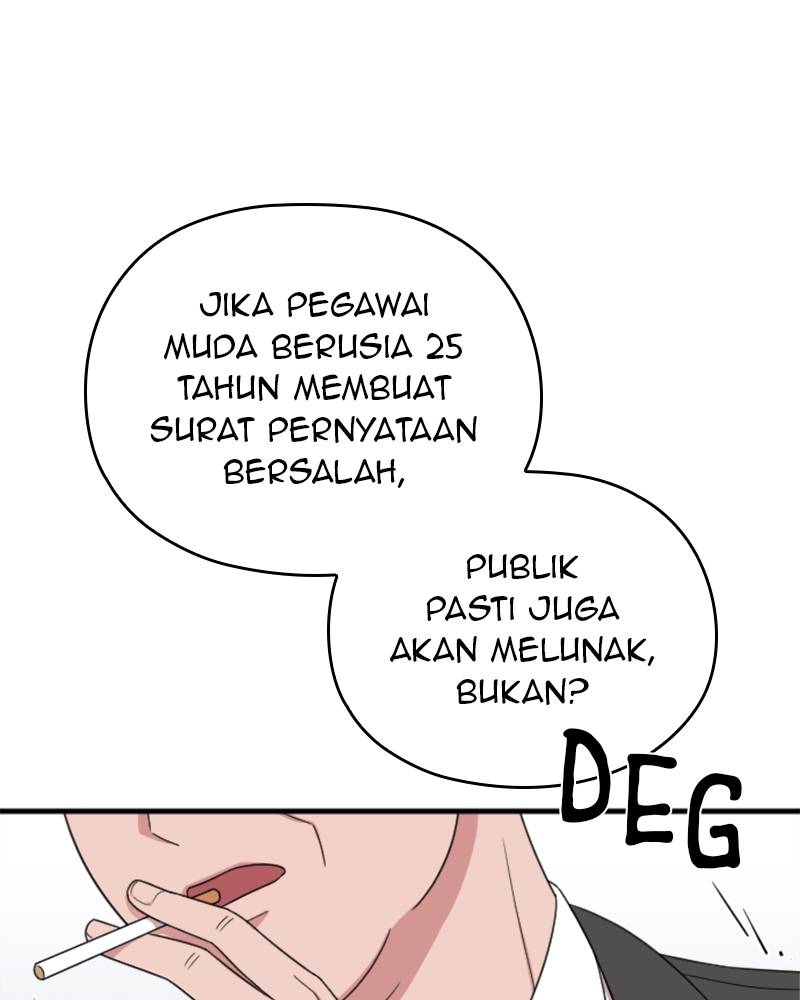 JIKA PEGAWAI
MUDA BERUSIA 25
TAHUN MEMBUAT
SURAT PERNYATAAN
BERSALAH,
PUBLIK
PASTI JUGA
AKAN MELUNAK,
BUKAN?
DEG